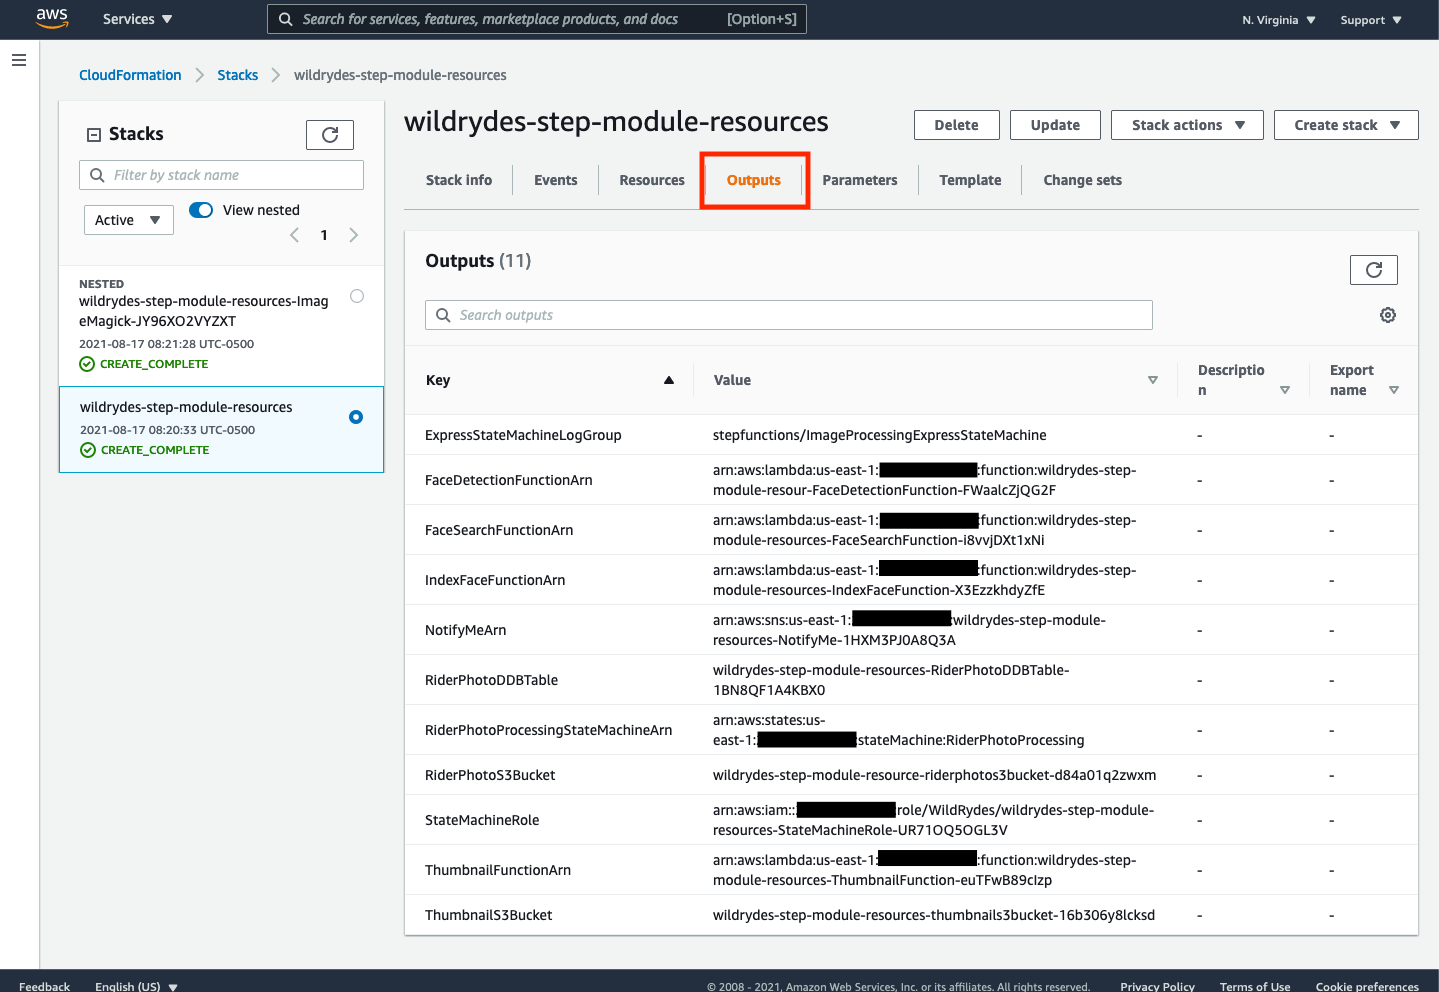 aws Services Search for services, features, marketplace products, and docs [Option+S] N. Virginia Support
CloudFormation Stacks wildrydes-step-module-resources
Stacks
Filter by stack name
Active
View nested
1
NESTED
wildrydes-step-module-resources-Imag
eMagick-JY96XO2VYZXT
2021-08-17 08:21:28 UTC-0500
CREATE_COMPLETE
wildrydes-step-module-resources
2021-08-17 08:20:33 UTC-0500
CREATE_COMPLETE
wildrydes-step-module-resources
Delete Update Stack actions Create stack
Stack info Events Resources Outputs Parameters Template Change sets
Outputs (11)
Search outputs
Key Value Descriptio
n Export
name
ExpressStateMachineLogGroup stepfunctions/ImageProcessingExpressStateMachine - -
FaceDetectionFunctionArn arn:aws:lambda:us-east-1: :function:wildrydes-step-
module-resour-FaceDetectionFunction-FWaalcZjQG2F - -
FaceSearchFunctionArn arn:aws:lambda:us-east-1: :function:wildrydes-step-
module-resources-FaceSearchFunction-i8vvjDXt1xNi - -
IndexFaceFunctionArn arn:aws:lambda:us-east-1: :function:wildrydes-step-
module-resources-IndexFaceFunction-X3EzzkhdyZfE - -
NotifyMeArn arn:aws:sns:us-east-1: :wildrydes-step-module-
resources-NotifyMe-1HXM3PJ0A8Q3A - -
RiderPhotoDDBTable wildrydes-step-module-resources-RiderPhotoDDBTable-
1BN8QF1A4KBX0 - -
RiderPhotoProcessingStateMachineArn arn:aws:states:us-
east-1: :stateMachine:RiderPhotoProcessing - -
RiderPhotoS3Bucket wildrydes-step-module-resource-riderphotos3bucket-d84a01q2zwxm - -
StateMachineRole arn:aws:iam:: :role/WildRydes/wildrydes-step-module-
resources-StateMachineRole-UR71OQ5OGL3V - -
ThumbnailFunctionArn arn:aws:lambda:us-east-1: :function:wildrydes-step-
module-resources-ThumbnailFunction-euTFwB89cIzp - -
ThumbnailS3Bucket wildrydes-step-module-resources-thumbnails3bucket-16b306y8lcksd - -
Feedback English (US) © 2008 - 2021, Amazon Web Services, Inc. or its affiliates. All rights reserved. Privacy Policy Terms of Use Cookie preferences